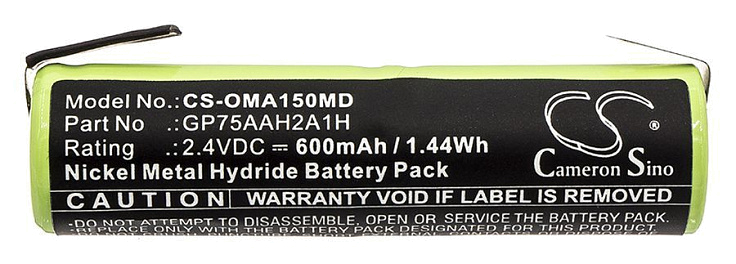 Model No.: CS-OMA150MD
Part No : GP75AAH2A1H
Rating : 2.4VDC ⎓ 600mAh / 1.44Wh
Nickel Metal Hydride Battery Pack
CS
Cameron Sino
CAUTION WARRANTY VOID IF LABEL IS REMOVED
-DO NOT ATTEMPT TO DISASSEMBLE, OPEN OR SERVICE THE BATTERY PACK.
-REPLACE ONLY WITH THE BATTERY PACK DESIGNATED FOR THIS PRODUCT.